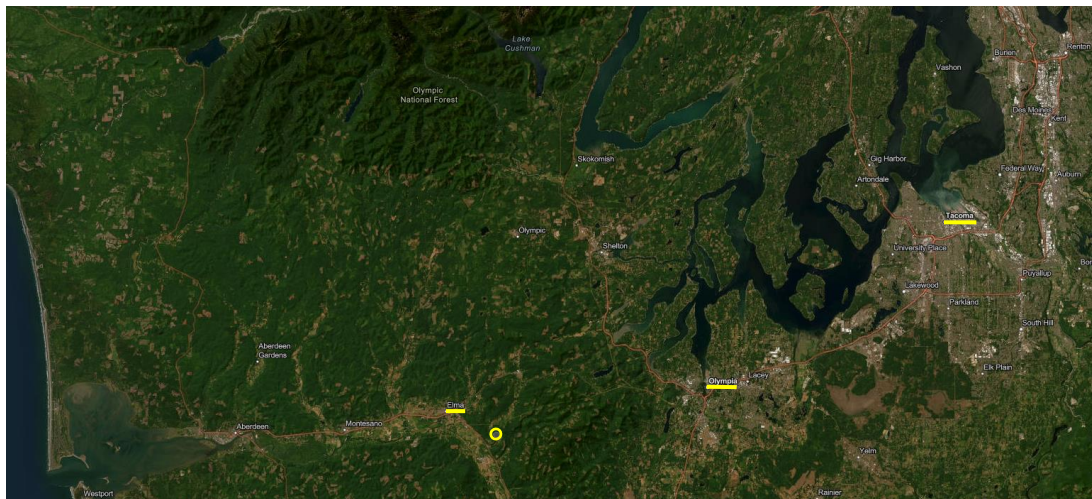 Lake
Cushman
Olympic
National Forest
Burien
Renton
Vashon
Des Moines
Kent
Skokomish
Gig Harbor
Federal Way
Auburn
Artondale
Tacoma
Olympic
Shelton
University Place
Puyallup
Lakewood
Parkland
South Hill
Aberdeen
Gardens
Elk Plain
Olympia
Lacey
Elma
Montesano
Aberdeen
Yelm
Westport
Rainier